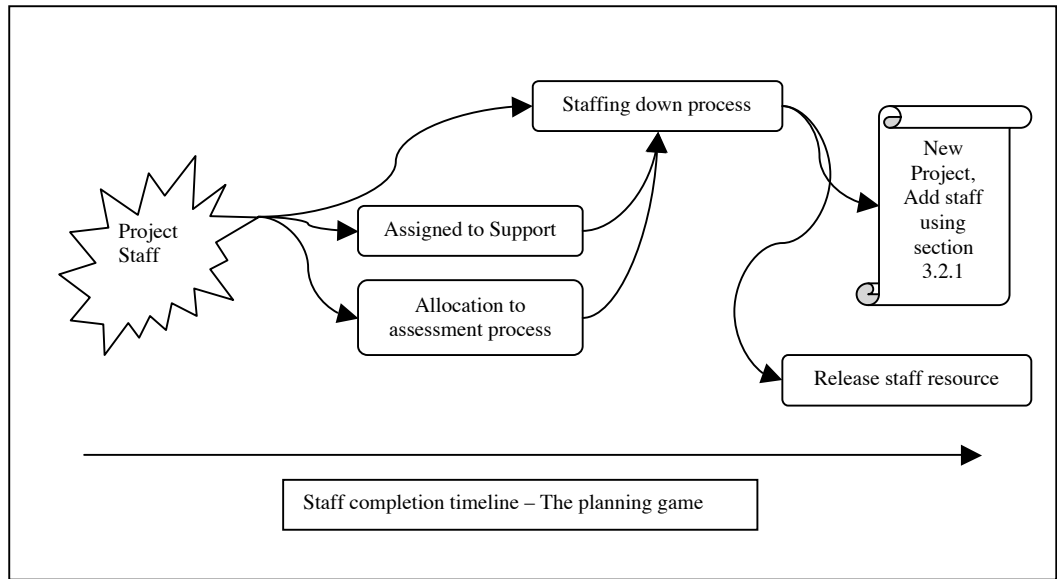 Staffing down process
Project
Staff
Assigned to Support
Allocation to
assessment process
New
Project,
Add staff
using
section
3.2.1
Release staff resource
Staff completion timeline – The planning game